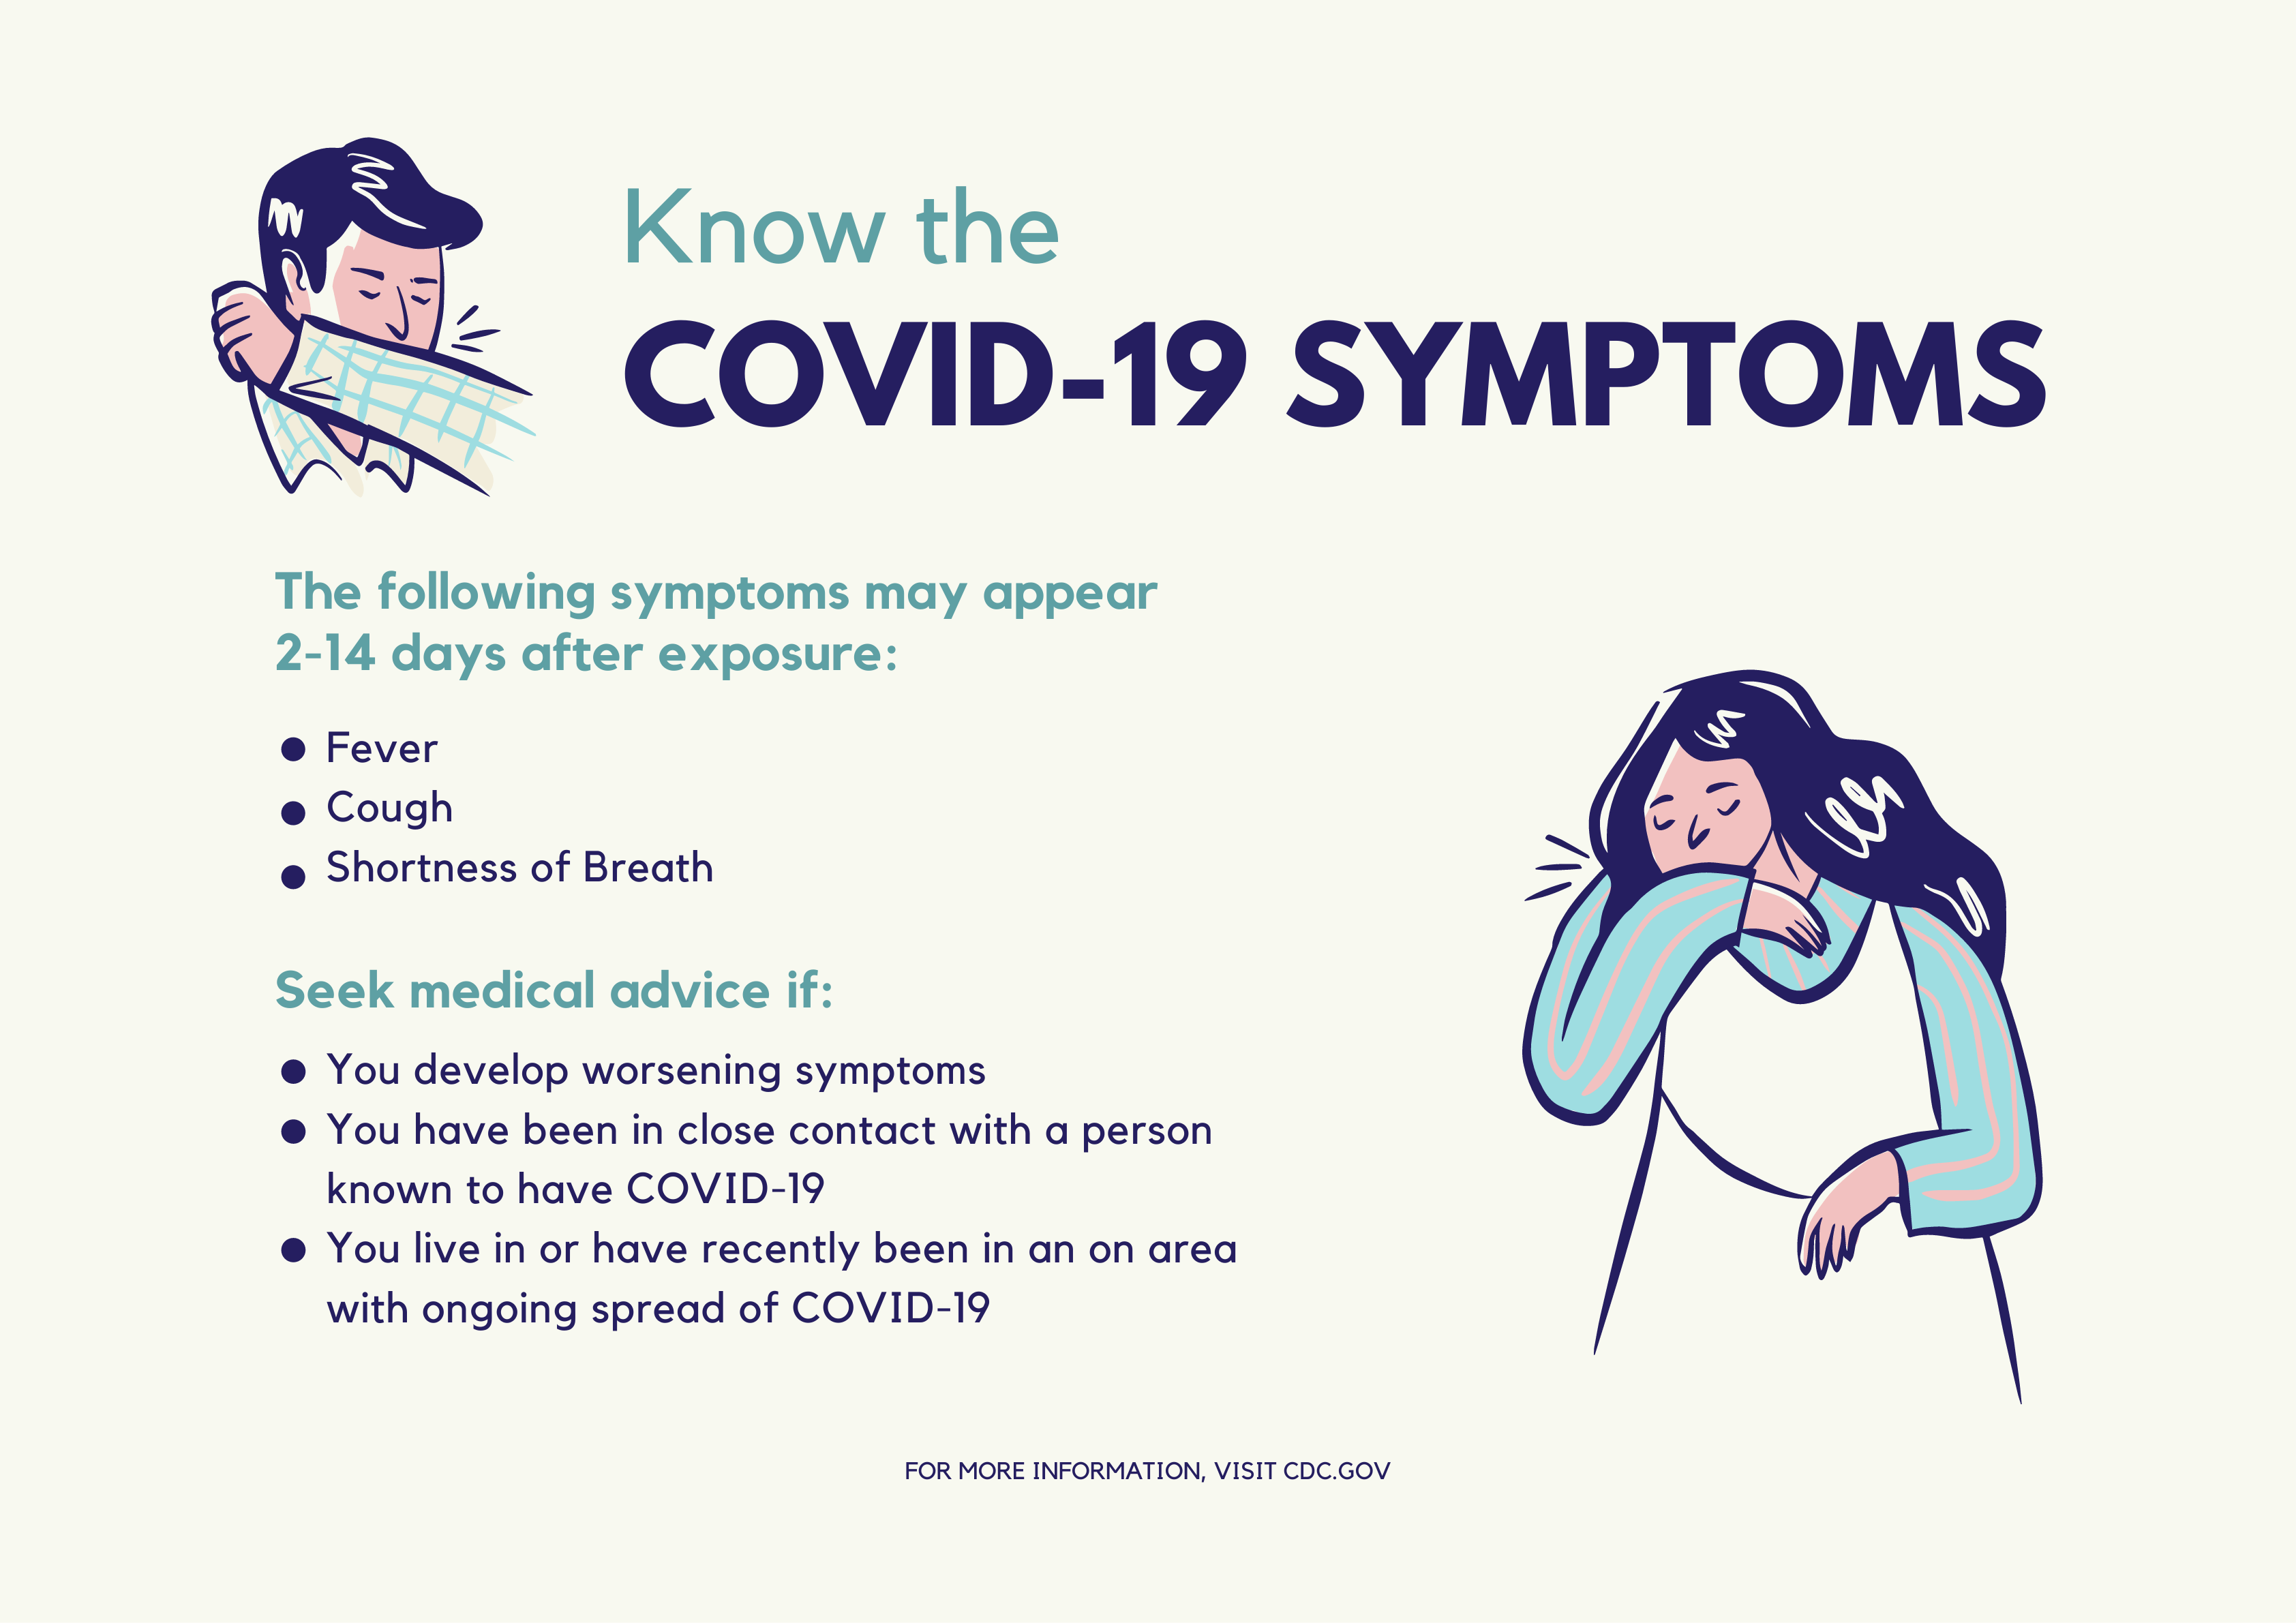 Know the
COVID-19 SYMPTOMS
The following symptoms may appear
2-14 days after exposure:
● Fever
● Cough
● Shortness of Breath
Seek medical advice if:
● You develop worsening symptoms
● You have been in close contact with a person
known to have COVID-19
● You live in or have recently been in an on area
with ongoing spread of COVID-19
FOR MORE INFORMATION, VISIT CDC.GOV